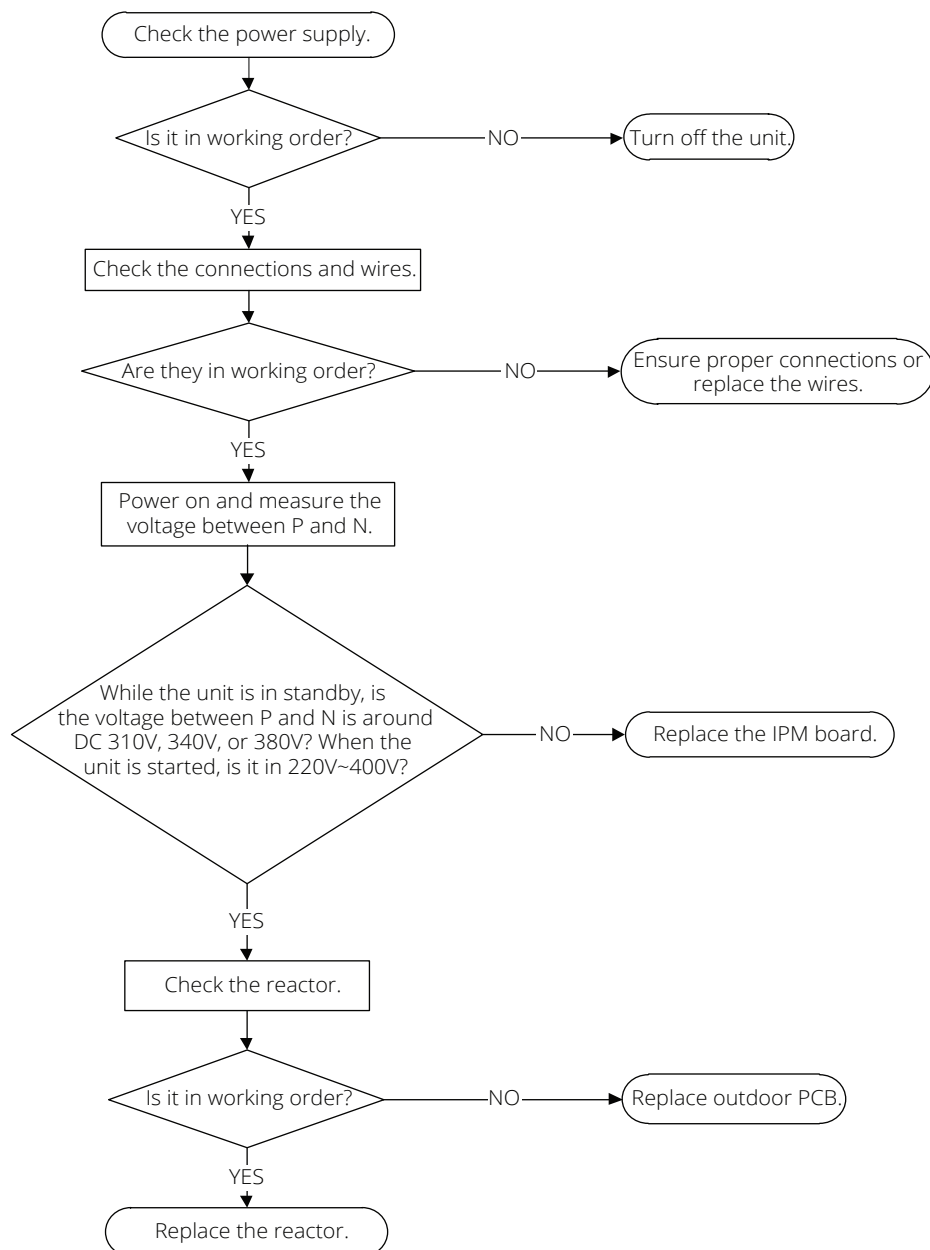 Check the power supply.
Is it in working order?
NO
Turn off the unit.
YES
Check the connections and wires.
Are they in working order?
NO
Ensure proper connections or
replace the wires.
YES
Power on and measure the
voltage between P and N.
While the unit is in standby, is
the voltage between P and N is around
DC 310V, 340V, or 380V? When the
unit is started, is it in 220V~400V?
NO
Replace the IPM board.
YES
Check the reactor.
Is it in working order?
NO
Replace outdoor PCB.
YES
Replace the reactor.